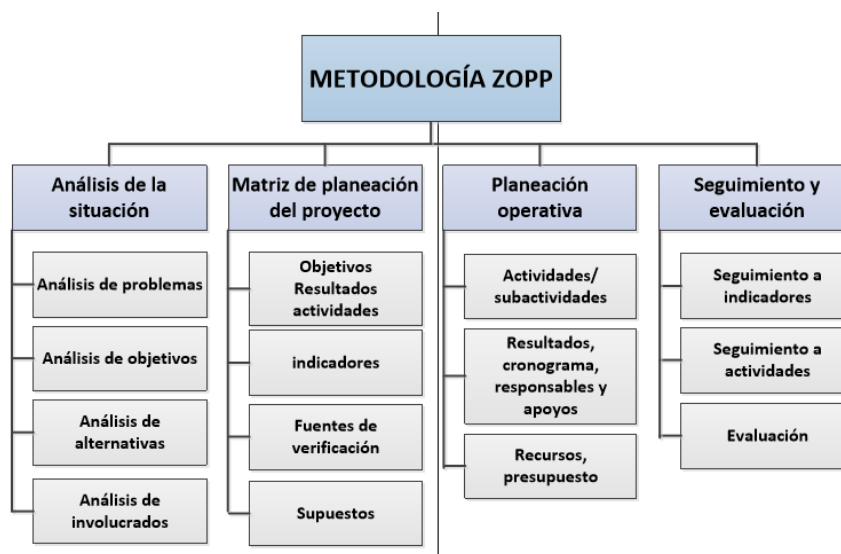 METODOLOGÍA ZOPP
Análisis de la
situación
Análisis de problemas
Análisis de objetivos
Análisis de
alternativas
Análisis de
involucrados
Matriz de planeación
del proyecto
Objetivos
Resultados
actividades
indicadores
Fuentes de
verificación
Supuestos
Planeación
operativa
Actividades/
subactividades
Resultados,
cronograma,
responsables y
apoyos
Recursos,
presupuesto
Seguimiento y
evaluación
Seguimiento a
indicadores
Seguimiento a
actividades
Evaluación